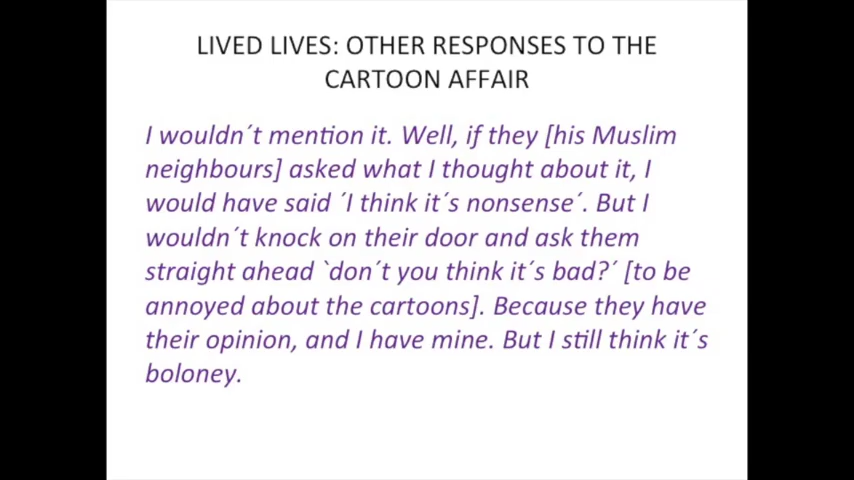 LIVED LIVES: OTHER RESPONSES TO THE
CARTOON AFFAIR
I wouldn´t mention it. Well, if they [his Muslim
neighbours] asked what I thought about it, I
would have said ´I think it´s nonsense´. But I
wouldn´t knock on their door and ask them
straight ahead `don´t you think it´s bad?´ [to be
annoyed about the cartoons]. Because they have
their opinion, and I have mine. But I still think it´s
boloney.